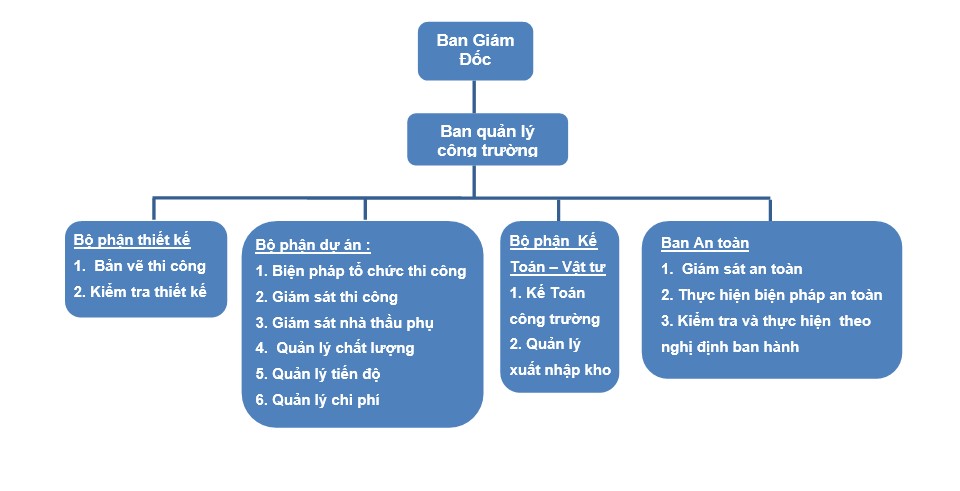 Ban Giám
Đốc
Ban quản lý
công trường
Bộ phận thiết kế
1. Bản vẽ thi công
2. Kiểm tra thiết kế
Bộ phận dự án :
1. Biện pháp tổ chức thi công
2. Giám sát thi công
3. Giám sát nhà thầu phụ
4. Quản lý chất lượng
5. Quản lý tiến độ
6. Quản lý chi phí
Bộ phận Kế
Toán – Vật tư
1. Kế Toán
công trường
2. Quản lý
xuất nhập kho
Ban An toàn
1. Giám sát an toàn
2. Thực hiện biện pháp an toàn
3. Kiểm tra và thực hiện theo
nghị định ban hành